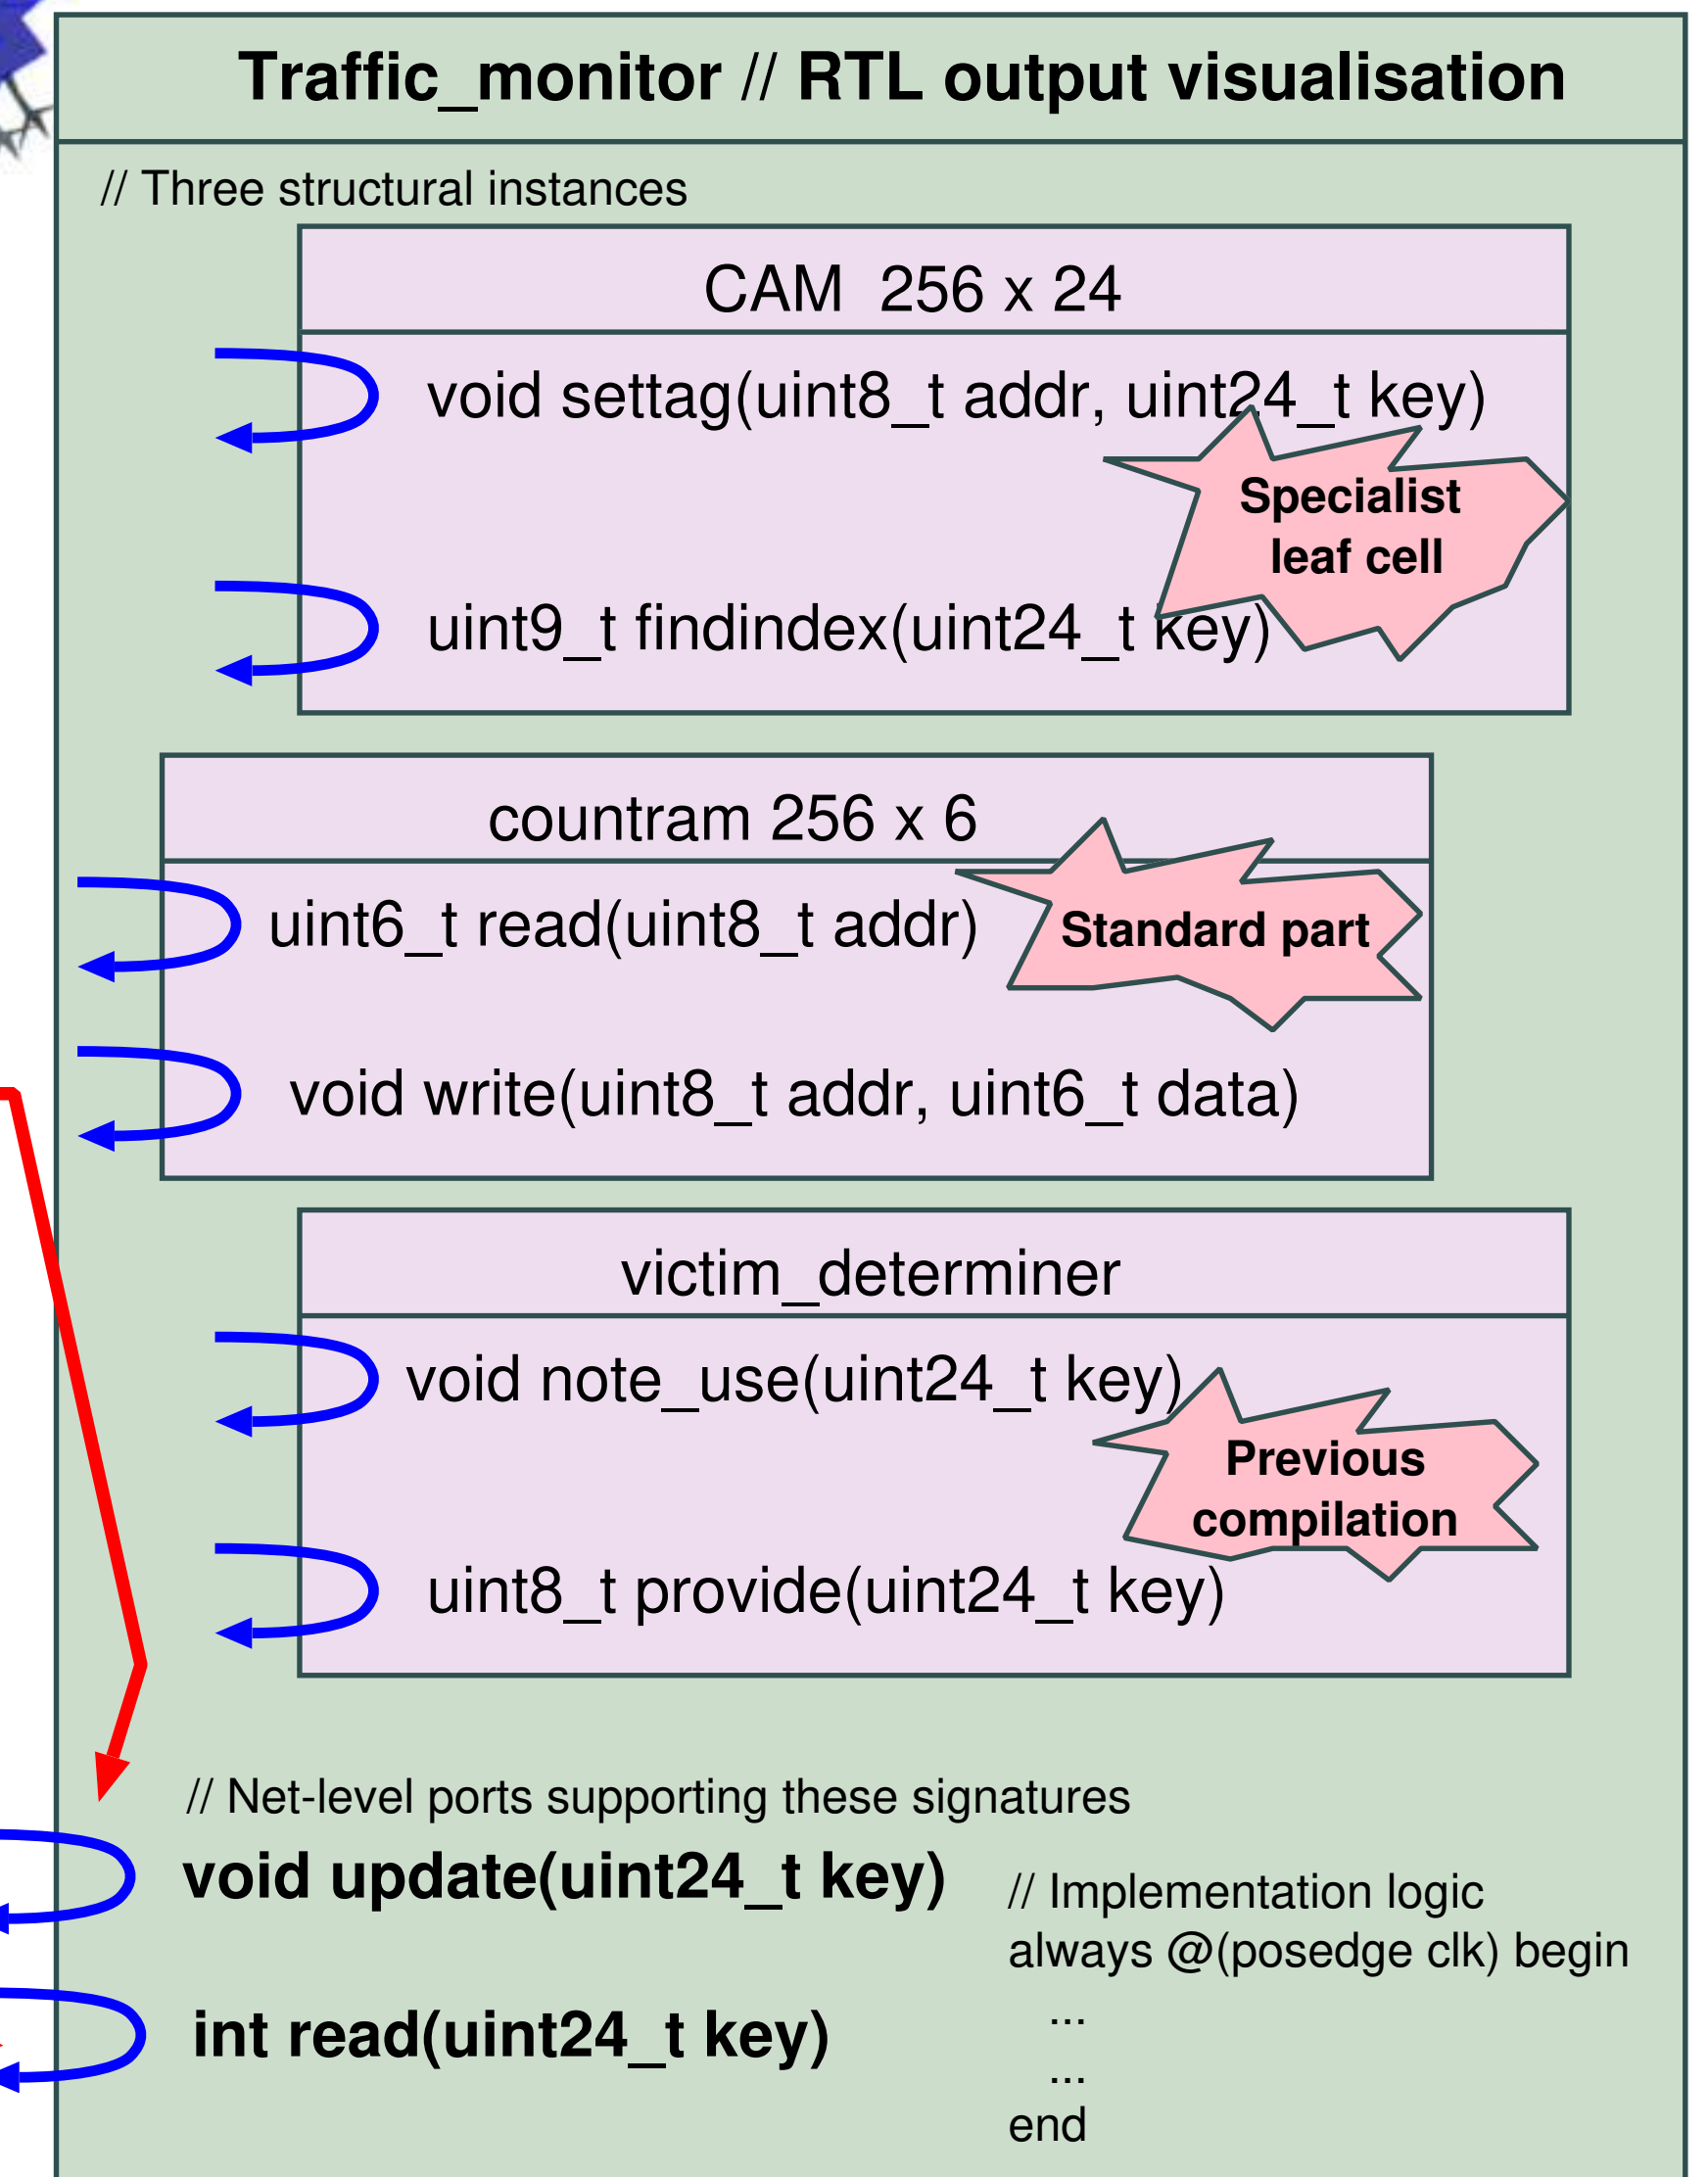 Traffic_monitor // RTL output visualisation
// Three structural instances
CAM 256 x 24
void settag(uint8_t addr, uint24_t key)
Specialist
leaf cell
uint9_t findindex(uint24_t key)
countram 256 x 6
uint6_t read(uint8_t addr)
Standard part
void write(uint8_t addr, uint6_t data)
victim_determiner
void note_use(uint24_t key)
Previous
compilation
uint8_t provide(uint24_t key)
// Net-level ports supporting these signatures
void update(uint24_t key)
int read(uint24_t key)
// Implementation logic
always @(posedge clk) begin
...
...
end